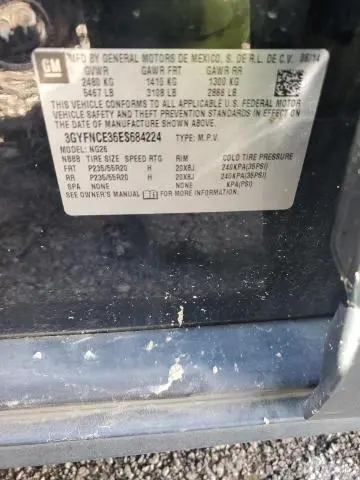 GM
MFD BY GENERAL MOTORS DE MEXICO, S. DE R.L. DE C.V. 06/14
GVWR GAWR FRT GAWR RR
2480 KG 1410 KG 1300 KG
5467 LB 3108 LB 2866 LB
THIS VEHICLE CONFORMS TO ALL APPLICABLE U.S. FEDERAL MOTOR
VEHICLE SAFETY AND THEFT PREVENTION STANDARDS IN EFFECT ON
THE DATE OF MANUFACTURE SHOWN ABOVE.
3GYFNCE36ES684224 TYPE: M.P.V.
MODEL: NG26
NBBB TIRE SIZE SPEED RTG RIM COLD TIRE PRESSURE
FRT P235/55R20 H 20X8J 240KPA(35PSI)
RR P235/55R20 H 20X8J 240KPA(35PSI)
SPA NONE NONE KPA(PSI)
SEE OWNER'S MANUAL FOR MORE INFORMATION